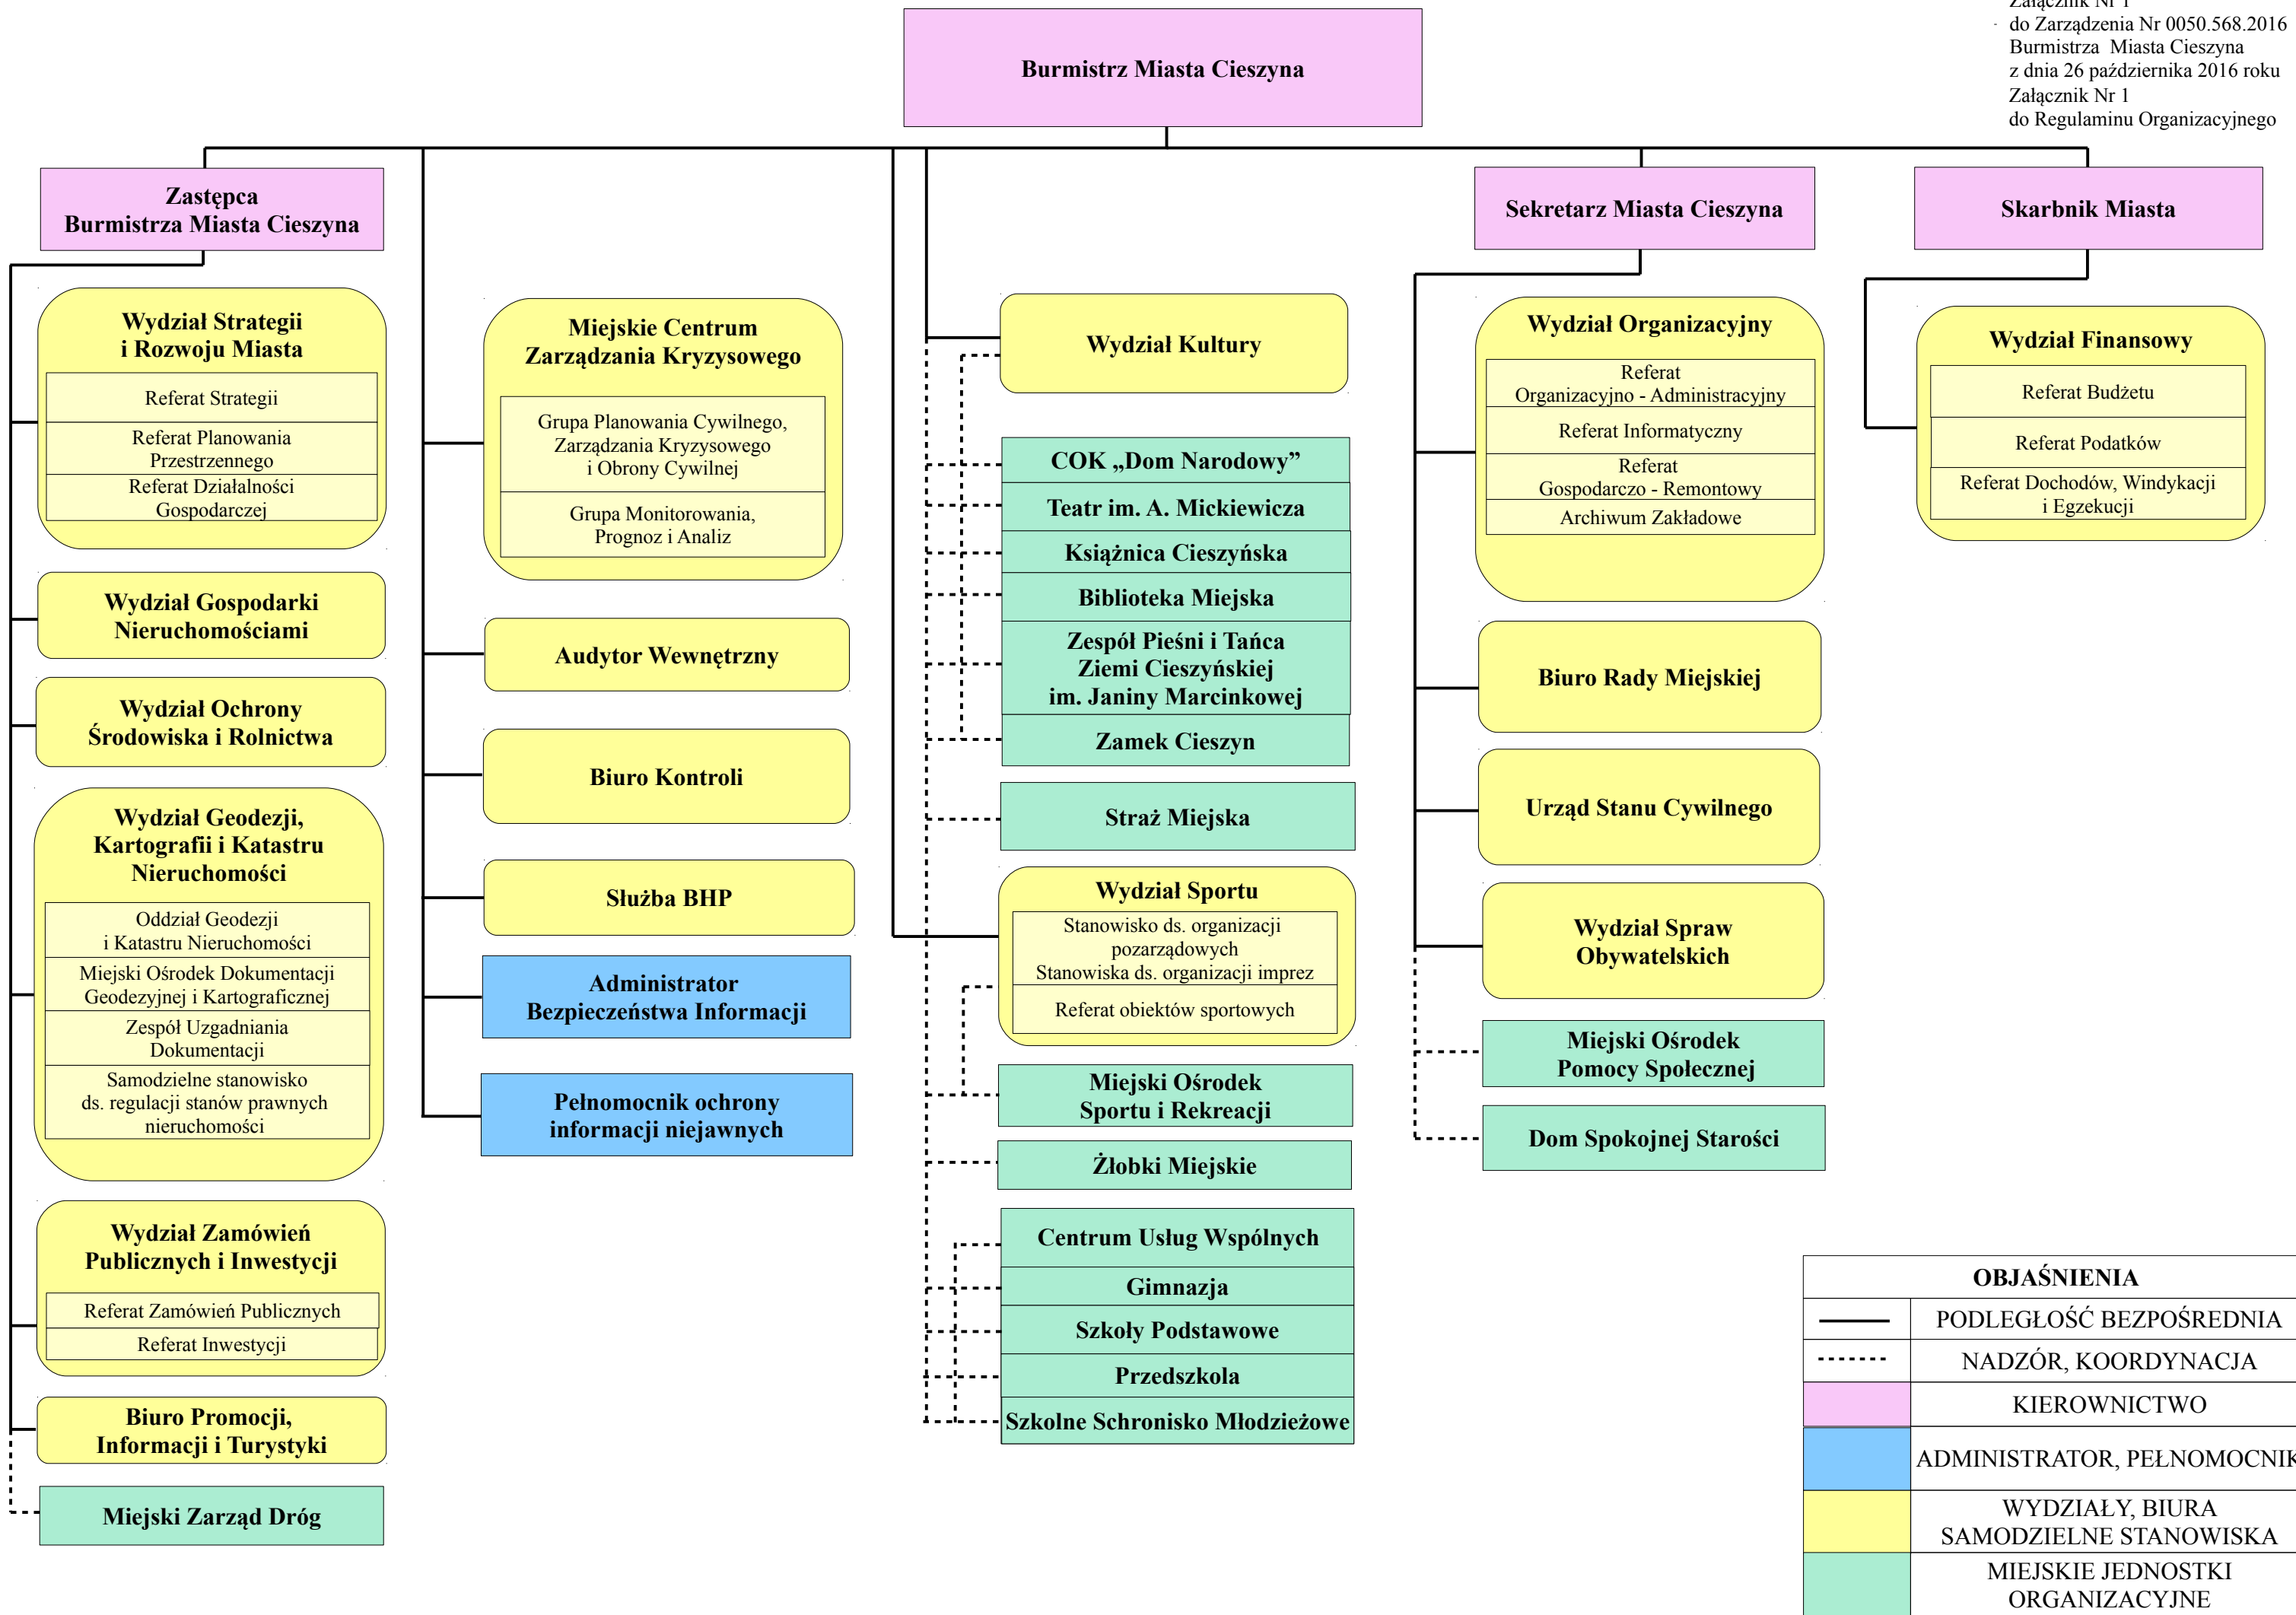 Załącznik Nr 1
do Zarządzenia Nr 0050.568.2016
Burmistrza Miasta Cieszyna
z dnia 26 października 2016 roku
Załącznik Nr 1
do Regulaminu Organizacyjnego
Burmistrz Miasta Cieszyna
Zastępca
Burmistrza Miasta Cieszyna
Sekretarz Miasta Cieszyna
Skarbnik Miasta
Wydział Strategii
i Rozwoju Miasta
Referat Strategii
Referat Planowania
Przestrzennego
Referat Działalności
Gospodarczej
Wydział Gospodarki
Nieruchomościami
Wydział Ochrony
Środowiska i Rolnictwa
Wydział Geodezji,
Kartografii i Katastru
Nieruchomości
Oddział Geodezji
i Katastru Nieruchomości
Miejski Ośrodek Dokumentacji
Geodezyjnej i Kartograficznej
Zespół Uzgadniania
Dokumentacji
Samodzielne stanowisko
ds. regulacji stanów prawnych
nieruchomości
Wydział Zamówień
Publicznych i Inwestycji
Referat Zamówień Publicznych
Referat Inwestycji
Biuro Promocji,
Informacji i Turystyki
Miejski Zarząd Dróg
Miejskie Centrum
Zarządzania Kryzysowego
Grupa Planowania Cywilnego,
Zarządzania Kryzysowego
i Obrony Cywilnej
Grupa Monitorowania,
Prognoz i Analiz
Audytor Wewnętrzny
Biuro Kontroli
Służba BHP
Administrator
Bezpieczeństwa Informacji
Pełnomocnik ochrony
informacji niejawnych
Wydział Kultury
COK „Dom Narodowy”
Teatr im. A. Mickiewicza
Książnica Cieszyńska
Biblioteka Miejska
Zespół Pieśni i Tańca
Ziemi Cieszyńskiej
im. Janiny Marcinkowej
Zamek Cieszyn
Straż Miejska
Wydział Sportu
Stanowisko ds. organizacji
pozarządowych
Stanowiska ds. organizacji imprez
Referat obiektów sportowych
Miejski Ośrodek
Sportu i Rekreacji
Żłobki Miejskie
Centrum Usług Wspólnych
Gimnazja
Szkoły Podstawowe
Przedszkola
Szkolne Schronisko Młodzieżowe
Wydział Organizacyjny
Referat
Organizacyjno - Administracyjny
Referat Informatyczny
Referat
Gospodarczo - Remontowy
Archiwum Zakładowe
Biuro Rady Miejskiej
Urząd Stanu Cywilnego
Wydział Spraw
Obywatelskich
Miejski Ośrodek
Pomocy Społecznej
Dom Spokojnej Starości
Wydział Finansowy
Referat Budżetu
Referat Podatków
Referat Dochodów, Windykacji
i Egzekucji
OBJAŚNIENIA
PODLEGŁOŚĆ BEZPOŚREDNIA
NADZÓR, KOORDYNACJA
KIEROWNICTWO
ADMINISTRATOR, PEŁNOMOCNIK
WYDZIAŁY, BIURA
SAMODZIELNE STANOWISKA
MIEJSKIE JEDNOSTKI
ORGANIZACYJNE